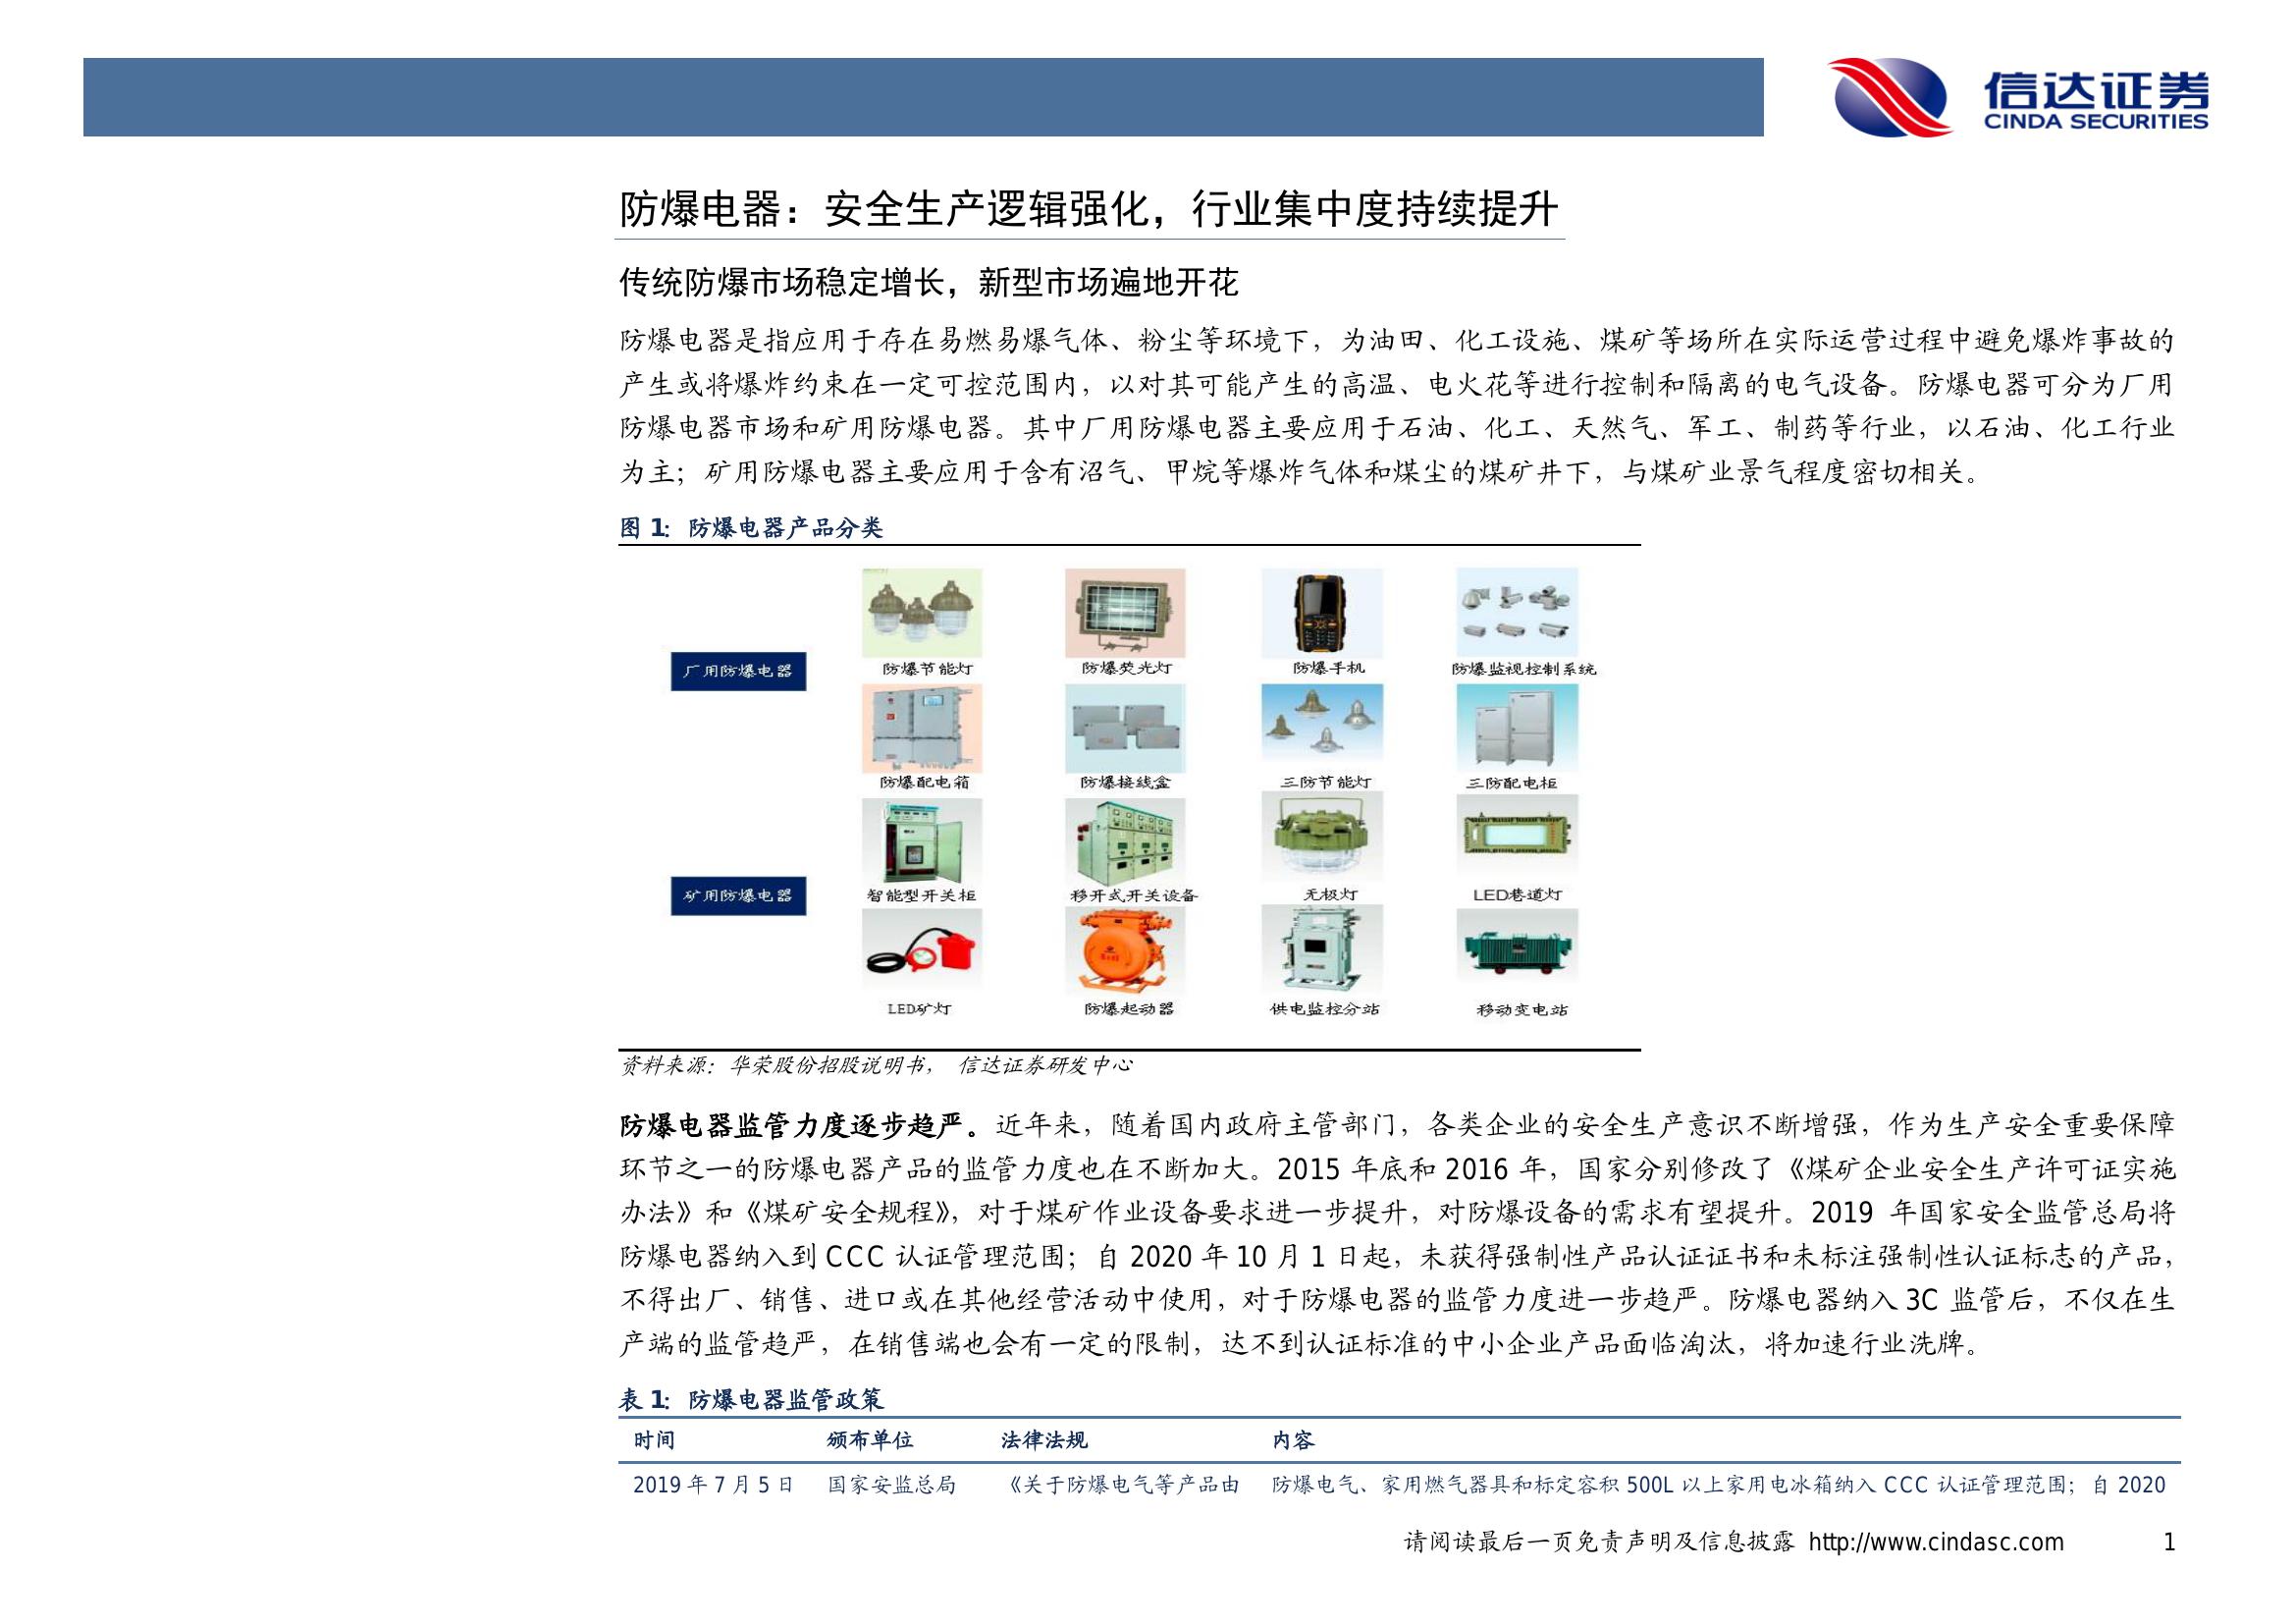 信达证券
CINDA SECURITIES
防爆电器：安全生产逻辑强化，行业集中度持续提升
传统防爆市场稳定增长，新型市场遍地开花
防爆电器是指应用于存在易燃易爆气体、粉尘等环境下，为油田、化工设施、煤矿等场所在实际运营过程中避免爆炸事故的
产生或将爆炸约束在一定可控范围内，以对其可能产生的高温、电火花等进行控制和隔离的电气设备。防爆电器可分为厂用
防爆电器市场和矿用防爆电器。其中厂用防爆电器主要应用于石油、化工、天然气、军工、制药等行业，以石油、化工行业
为主；矿用防爆电器主要应用于含有沼气、甲烷等爆炸气体和煤尘的煤矿井下，与煤矿业景气程度密切相关。
图 1: 防爆电器产品分类
厂用防爆电器
防爆节能灯 防爆荧光灯 防爆手机 防爆监视控制系统
防爆配电箱 防爆接线盒 三防节能灯 三防配电柜
矿用防爆电器
智能型开关柜 移开式开关设备 无极灯 LED巷道灯
LED矿灯 防爆起动器 供电监控分站 移动变电站
资料来源：华荣股份招股说明书， 信达证券研发中心
防爆电器监管力度逐步趋严。近年来，随着国内政府主管部门，各类企业的安全生产意识不断增强，作为生产安全重要保障
环节之一的防爆电器产品的监管力度也在不断加大。2015 年底和 2016 年，国家分别修改了《煤矿企业安全生产许可证实施
办法》和《煤矿安全规程》，对于煤矿作业设备要求进一步提升，对防爆设备的需求有望提升。2019 年国家安全监管总局将
防爆电器纳入到 CCC 认证管理范围；自 2020 年 10 月 1 日起，未获得强制性产品认证证书和未标注强制性认证标志的产品，
不得出厂、销售、进口或在其他经营活动中使用，对于防爆电器的监管力度进一步趋严。防爆电器纳入 3C 监管后，不仅在生
产端的监管趋严，在销售端也会有一定的限制，达不到认证标准的中小企业产品面临淘汰，将加速行业洗牌。
表 1: 防爆电器监管政策
时间 颁布单位 法律法规 内容
2019 年 7 月 5 日 国家安监总局 《关于防爆电气等产品由 防爆电气、家用燃气器具和标定容积 500L 以上家用电冰箱纳入 CCC 认证管理范围；自 2020
请阅读最后一页免责声明及信息披露 http://www.cindasc.com 1